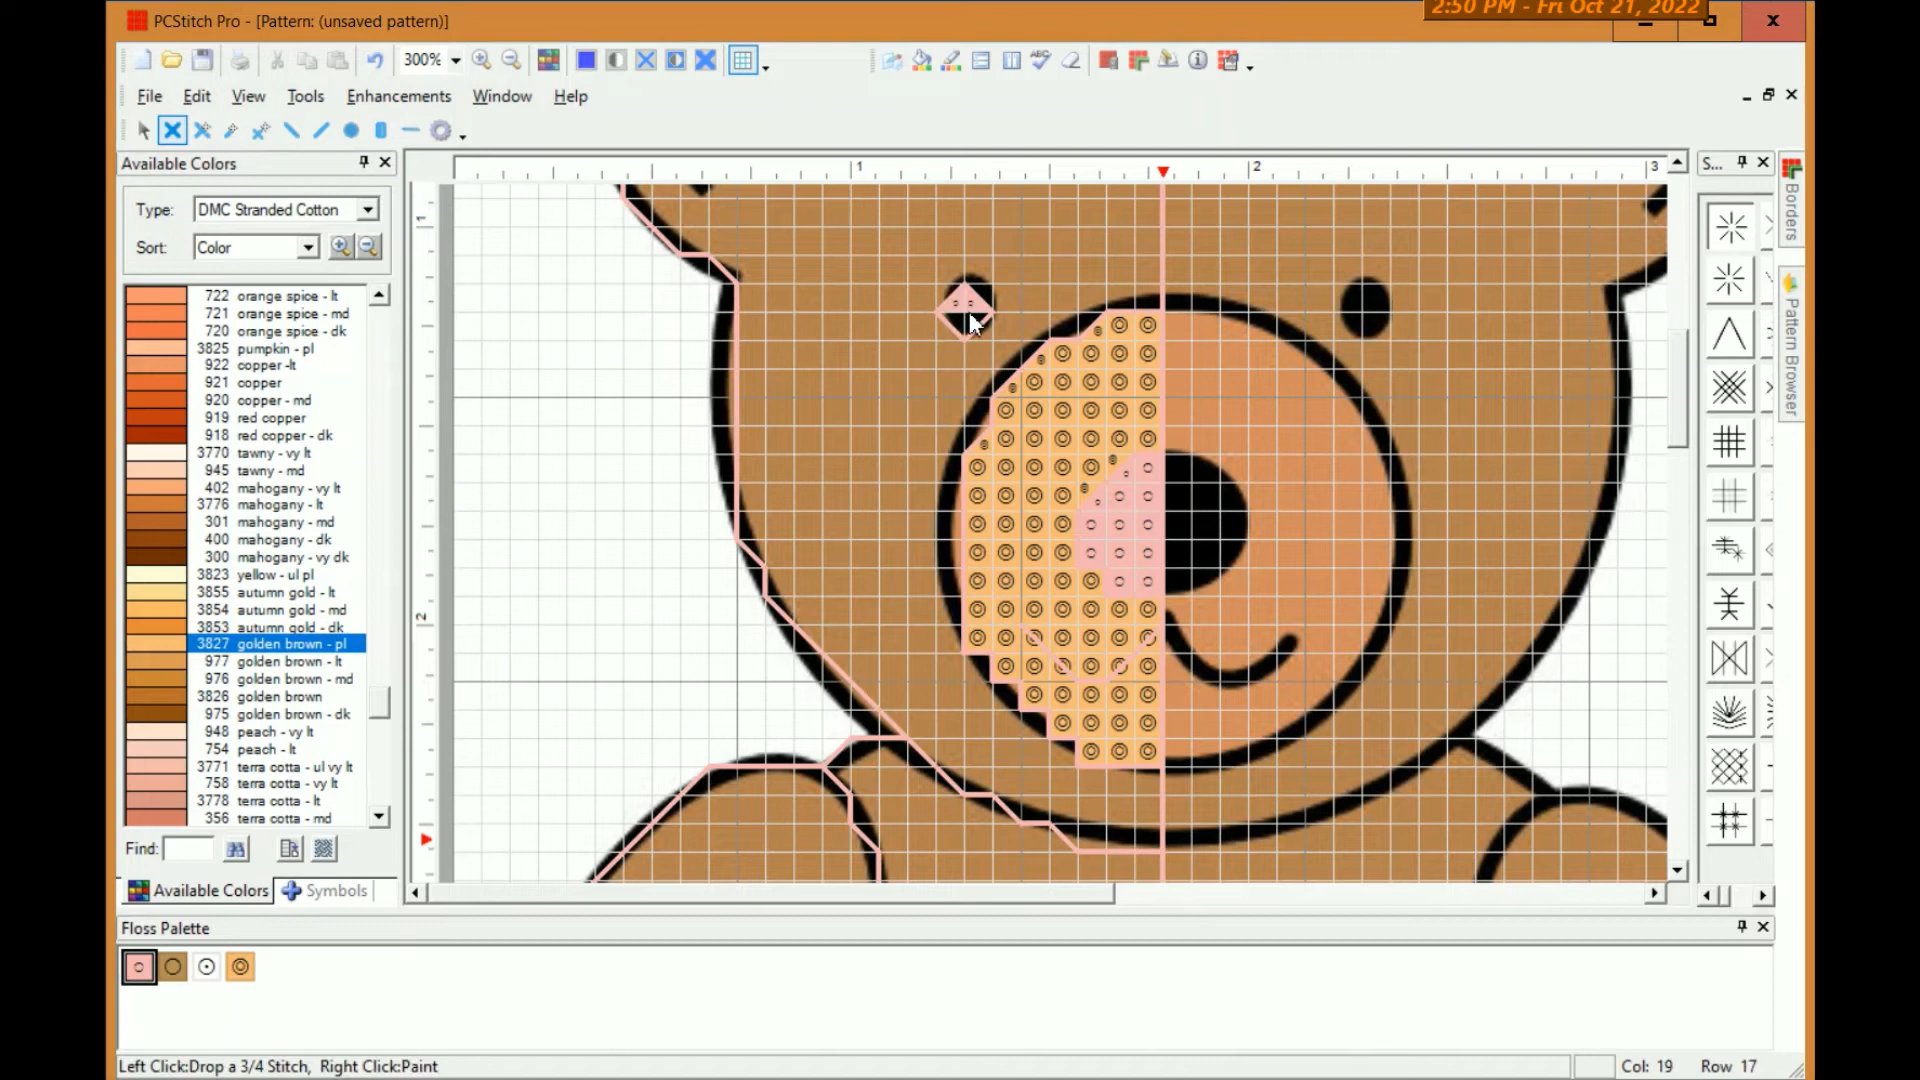 2:50 PM - Fri Oct 21, 2022
PCStitch Pro - [Pattern: (unsaved pattern)]
300%
File Edit View Tools Enhancements Window Help
Available Colors
S...
Type: DMC Stranded Cotton
Sort: Color
1 2 3
1
2
722 orange spice - lt
721 orange spice - md
720 orange spice - dk
3825 pumpkin - pl
922 copper -lt
921 copper
920 copper - md
919 red copper
918 red copper - dk
3770 tawny - vy lt
945 tawny - md
402 mahogany - vy lt
3776 mahogany - lt
301 mahogany - md
400 mahogany - dk
300 mahogany - vy dk
3823 yellow - ul pl
3855 autumn gold - lt
3854 autumn gold - md
3853 autumn gold - dk
3827 golden brown - pl
977 golden brown - lt
976 golden brown - md
3826 golden brown
975 golden brown - dk
948 peach - vy lt
754 peach - lt
3771 terra cotta - ul vy lt
758 terra cotta - vy lt
3778 terra cotta - lt
356 terra cotta - md
Find:
Available Colors Symbols
Borders
Pattern Browser
Floss Palette
Left Click:Drop a 3/4 Stitch, Right Click:Paint
Col: 19 Row 17